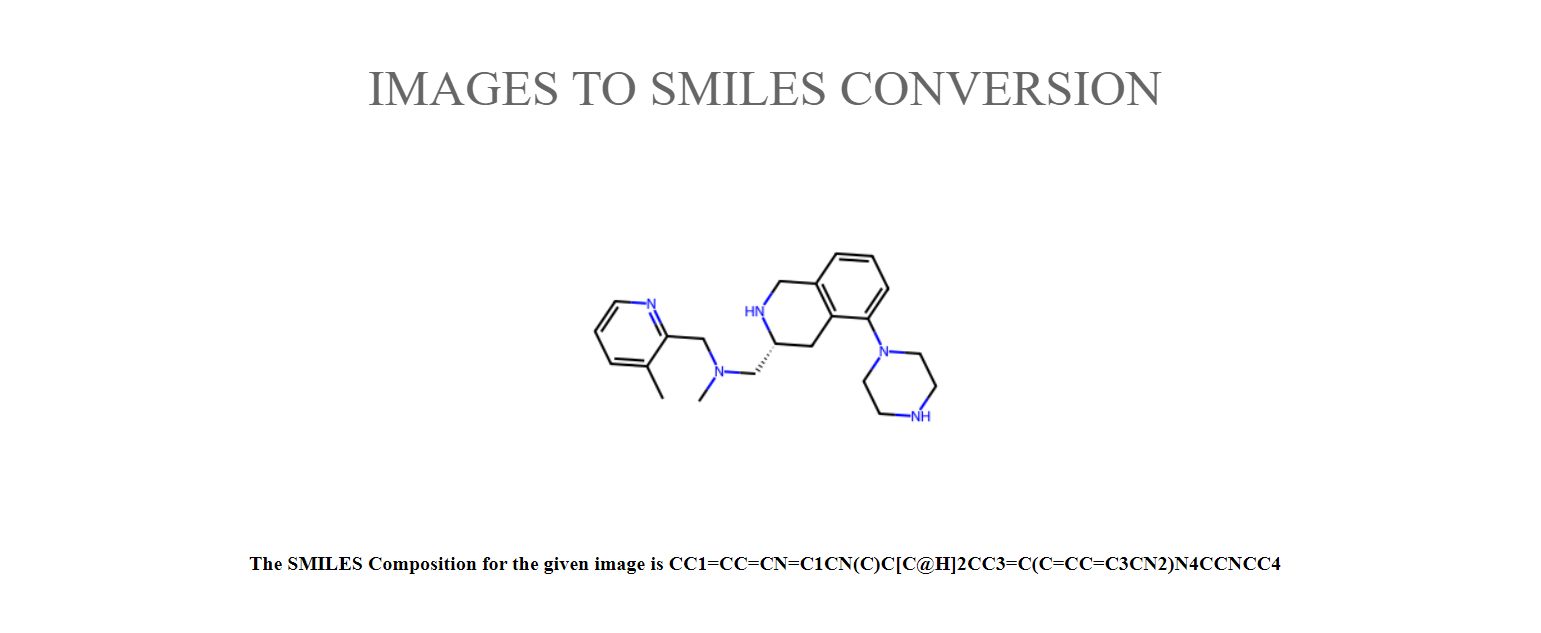 IMAGES TO SMILES CONVERSION
N
HN
N
N
NH
The SMILES Composition for the given image is CC1=CC=CN=C1CN(C)C[C@H]2CC3=C(C=CC=C3CN2)N4CCNCC4